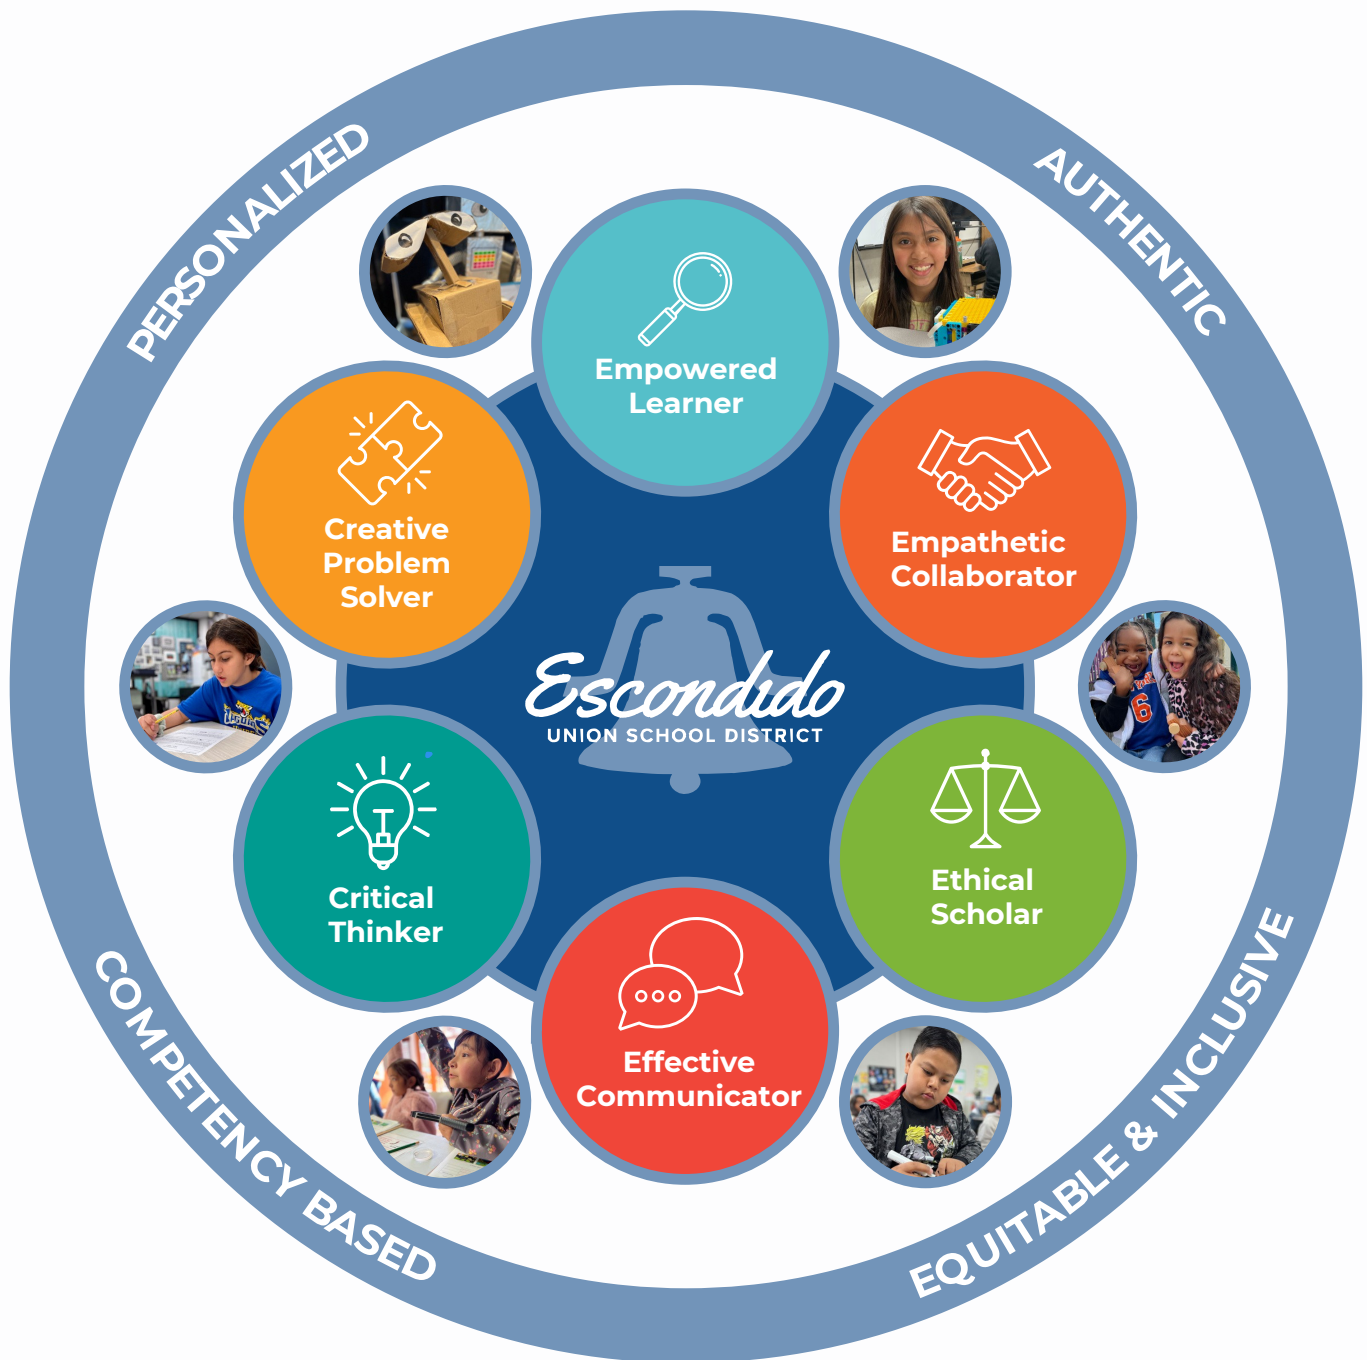 PERSONALIZED
AUTHENTIC
Empowered
Learner
Creative
Problem
Solver
Empathetic
Collaborator
Escondido
UNION SCHOOL DISTRICT
6
Critical
Thinker
Ethical
Scholar
Effective
Communicator
COMPETENCY BASED
EQUITABLE & INCLUSIVE